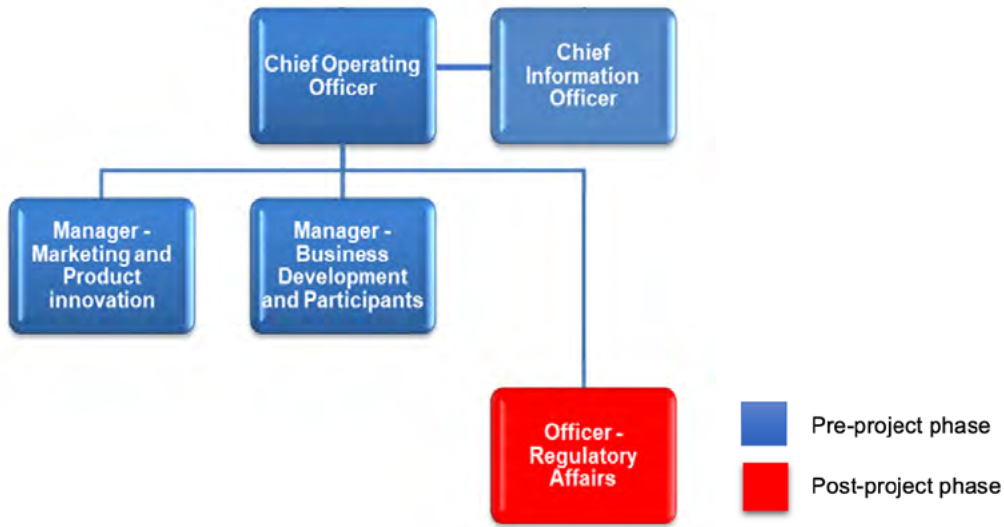 Chief Operating
Officer
Chief
Information
Officer
Manager -
Marketing and
Product
innovation
Manager -
Business
Development
and Participants
Officer -
Regulatory
Affairs
Pre-project phase
Post-project phase